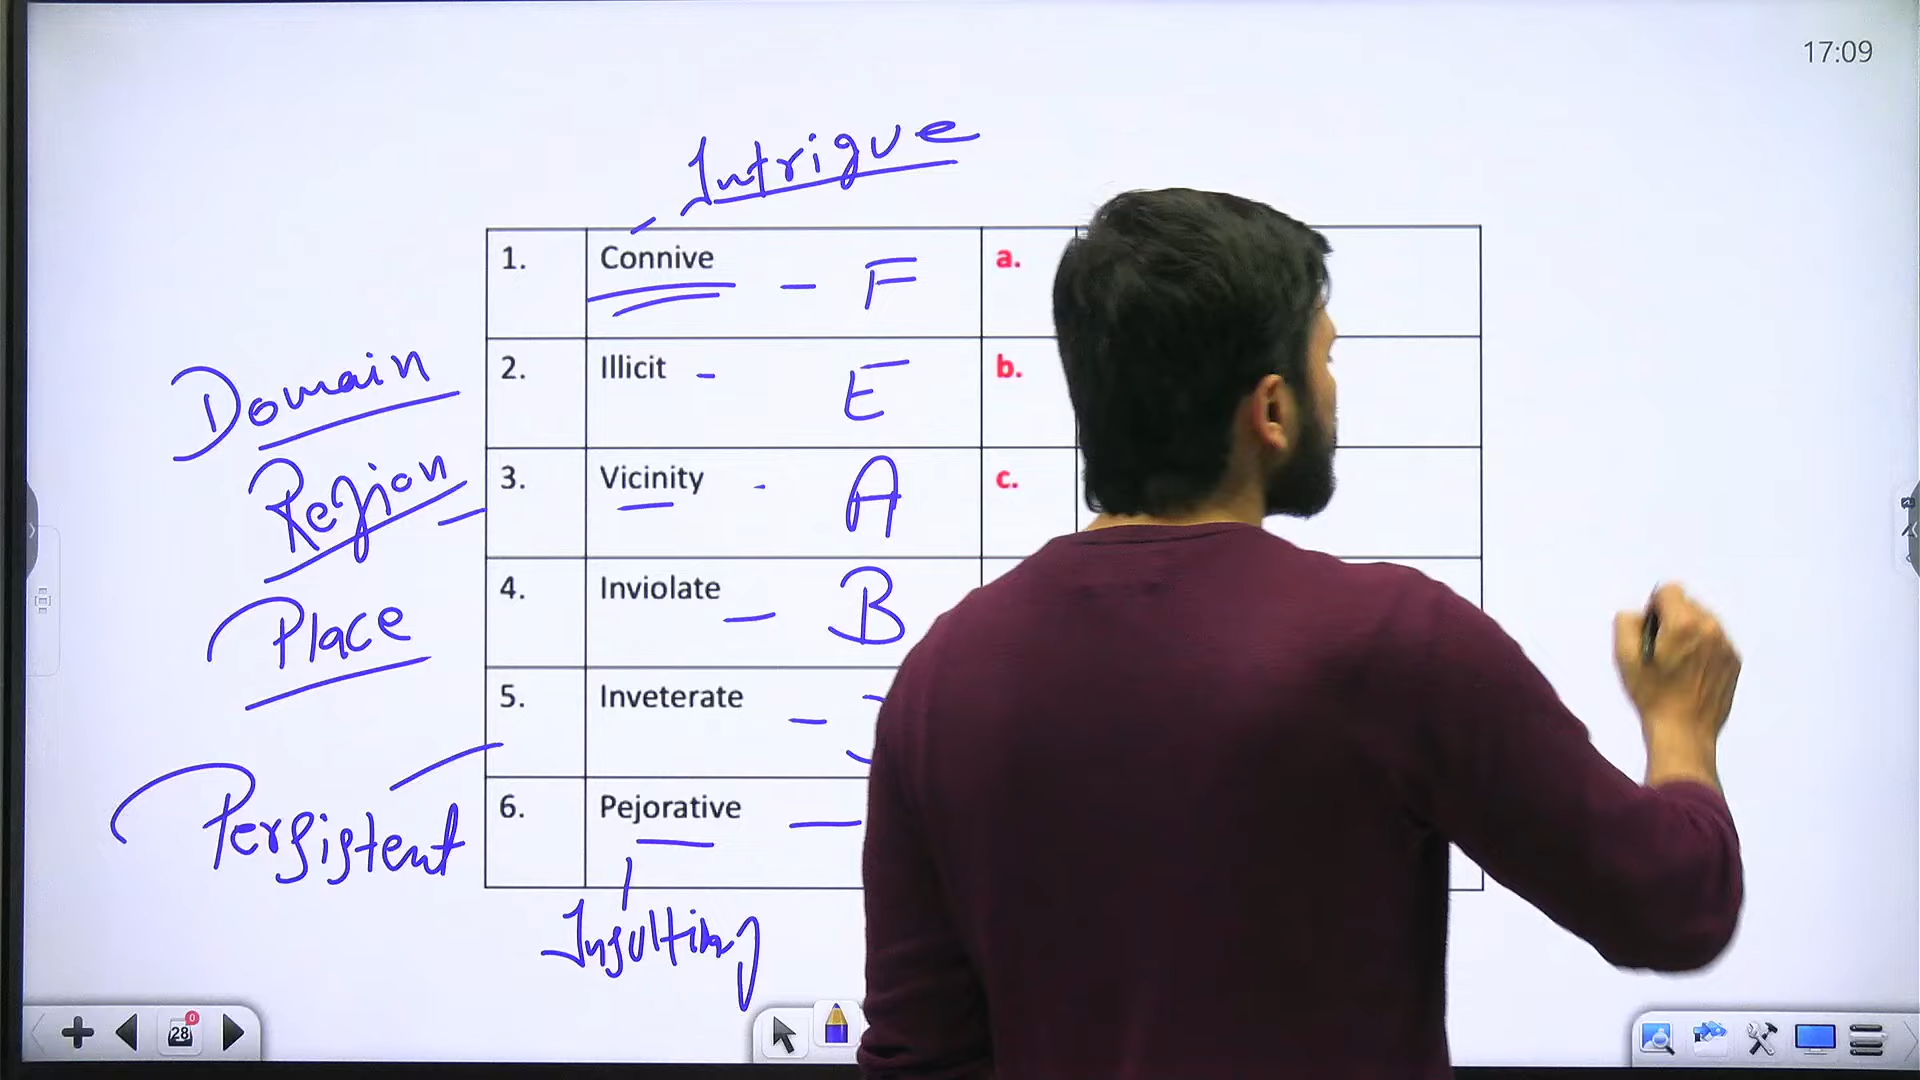 17:09
Intrigue
1. Connive - F a.
Domain
2. Illicit - E b.
Region
3. Vicinity - A c.
4. Inviolate - B
Place
5. Inveterate -
Persistent
6. Pejorative -
Insulting
28
0